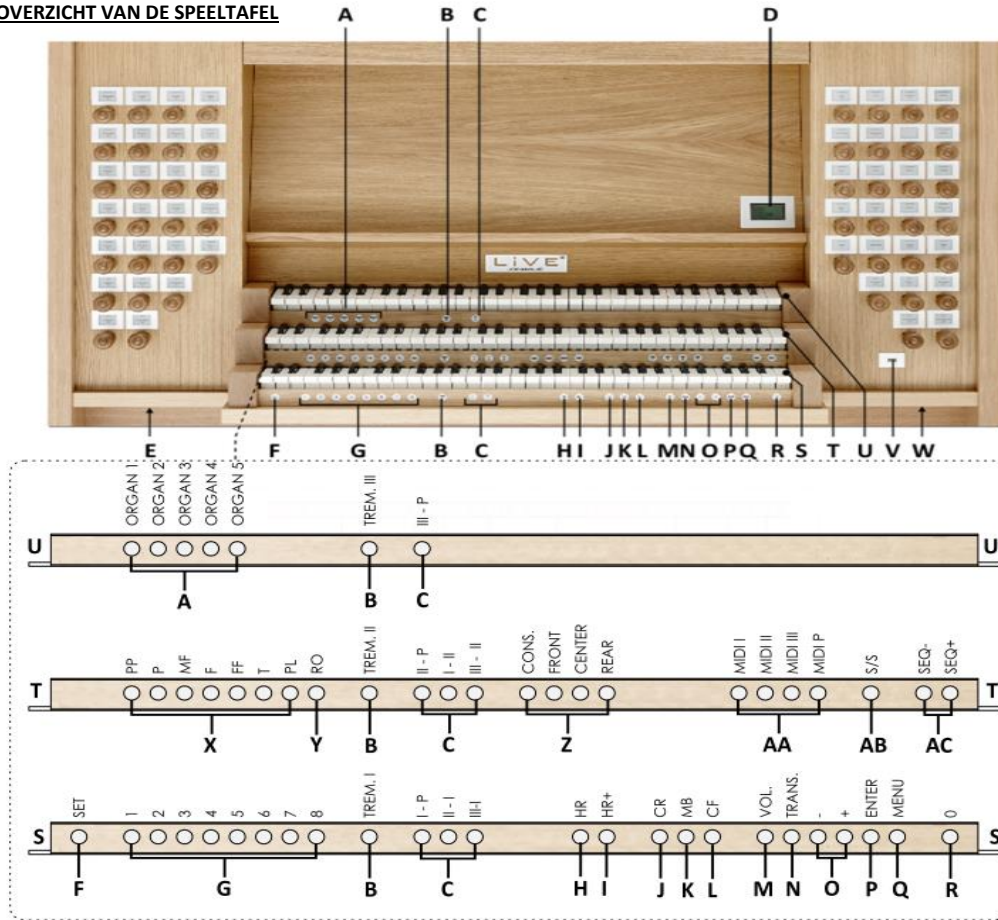 OVERZICHT VAN DE SPEELTAFEL
A B C D
LiVE
E F G B C H I J K L M N O P Q R S T U V W
ORGAN 1 ORGAN 2 ORGAN 3 ORGAN 4 ORGAN 5 TREM. III III - P
U U
A B C
PP P MF F FF T PL RO TREM. II II - P I - II III - II CONS. FRONT CENTER REAR MIDI I MIDI II MIDI III MIDI P S/S SEQ- SEQ+
T T
X Y B C Z AA AB AC
SET 1 2 3 4 5 6 7 8 TREM. I I - P II - I III-I HR HR+ CR MB CF VOL. TRANS. - + ENTER MENU 0
S S
F G B C H I J K L M N O P Q R